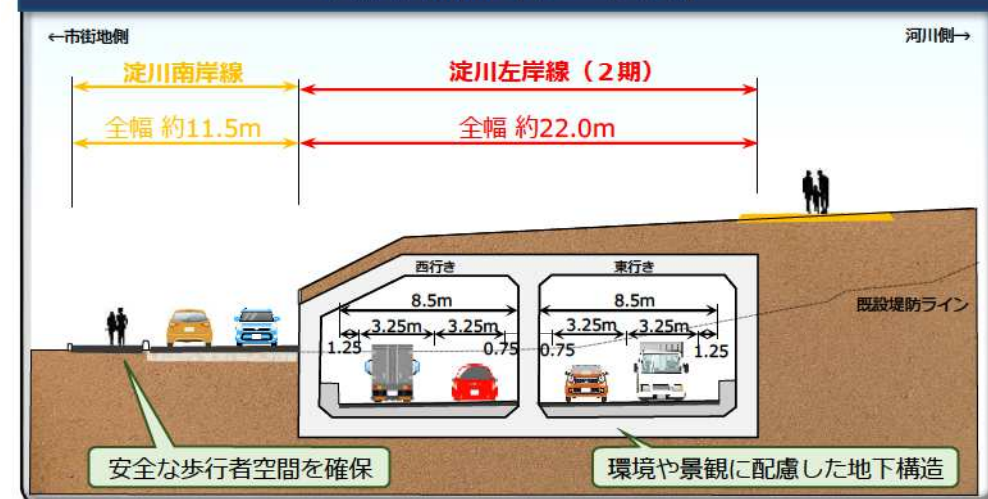 ←市街地側
河川側→
淀川南岸線
淀川左岸線（２期）
全幅 約11.5m
全幅 約22.0m
西行き
東行き
8.5m
8.5m
既設堤防ライン
3.25m
3.25m
3.25m
3.25m
1.25
0.75
0.75
1.25
安全な歩行者空間を確保
環境や景観に配慮した地下構造